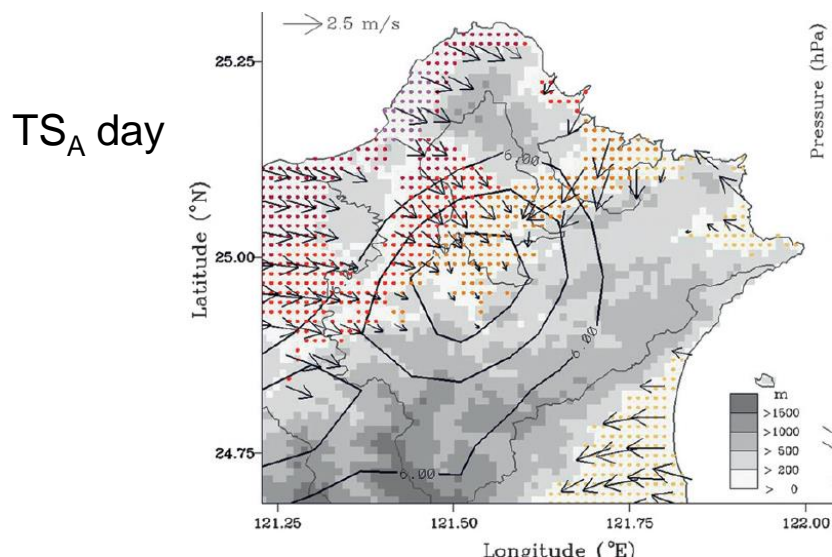 TSA day
2.5 m/s
Pressure (hPa)
Latitude (°N)
25.25
25.00
24.75
6.00
6.00
6.00
m
>1500
>1000
> 500
> 200
> 0
121.25 121.50 121.75 122.00
Longitude (°E)